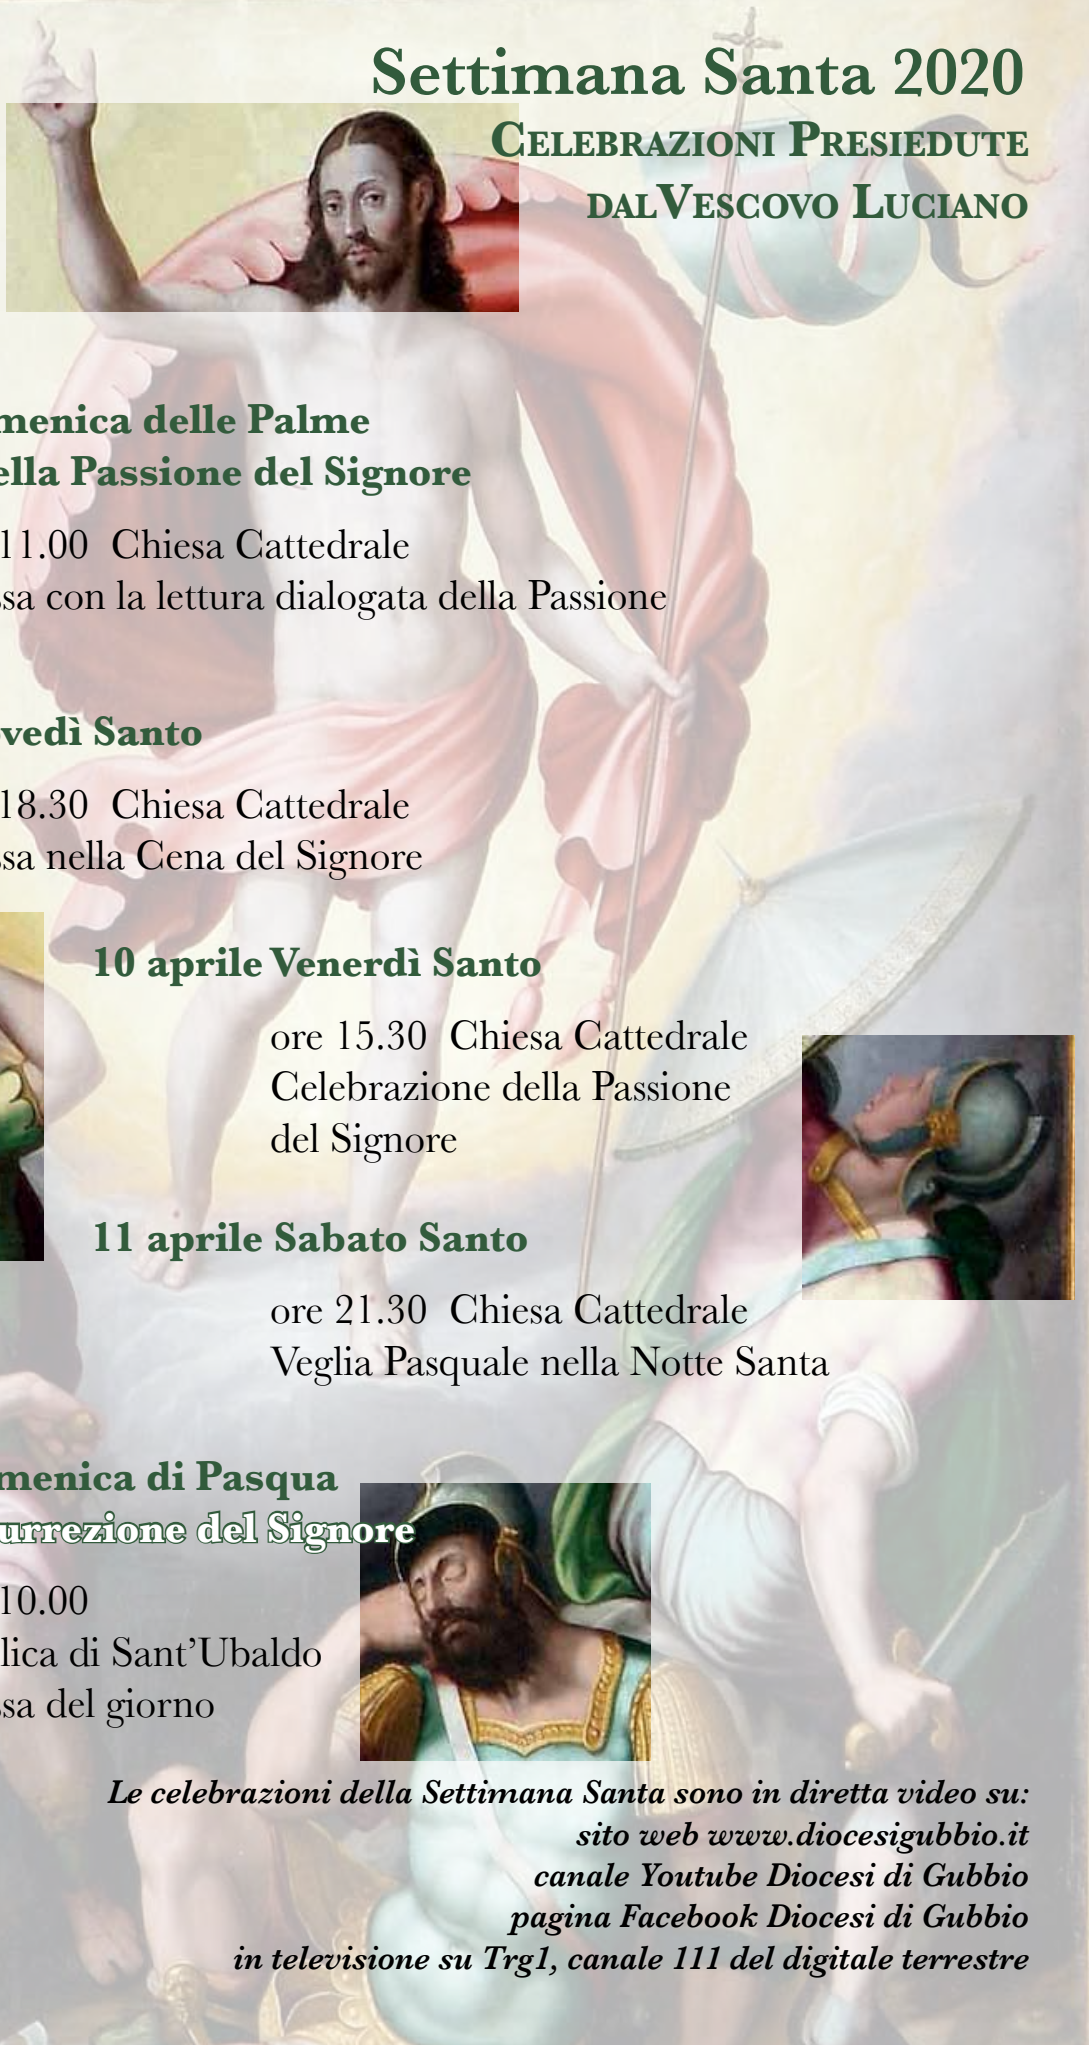 Settimana Santa 2020
Celebrazioni Presiedute
dal Vescovo Luciano
menica delle Palme
ella Passione del Signore
11.00 Chiesa Cattedrale
ssa con la lettura dialogata della Passione
vedì Santo
18.30 Chiesa Cattedrale
ssa nella Cena del Signore
10 aprile Venerdì Santo
ore 15.30 Chiesa Cattedrale
Celebrazione della Passione
del Signore
11 aprile Sabato Santo
ore 21.30 Chiesa Cattedrale
Veglia Pasquale nella Notte Santa
menica di Pasqua
urrezione del Signore
10.00
lica di Sant’Ubaldo
ssa del giorno
Le celebrazioni della Settimana Santa sono in diretta video su:
sito web www.diocesigubbio.it
canale Youtube Diocesi di Gubbio
pagina Facebook Diocesi di Gubbio
in televisione su Trg1, canale 111 del digitale terrestre